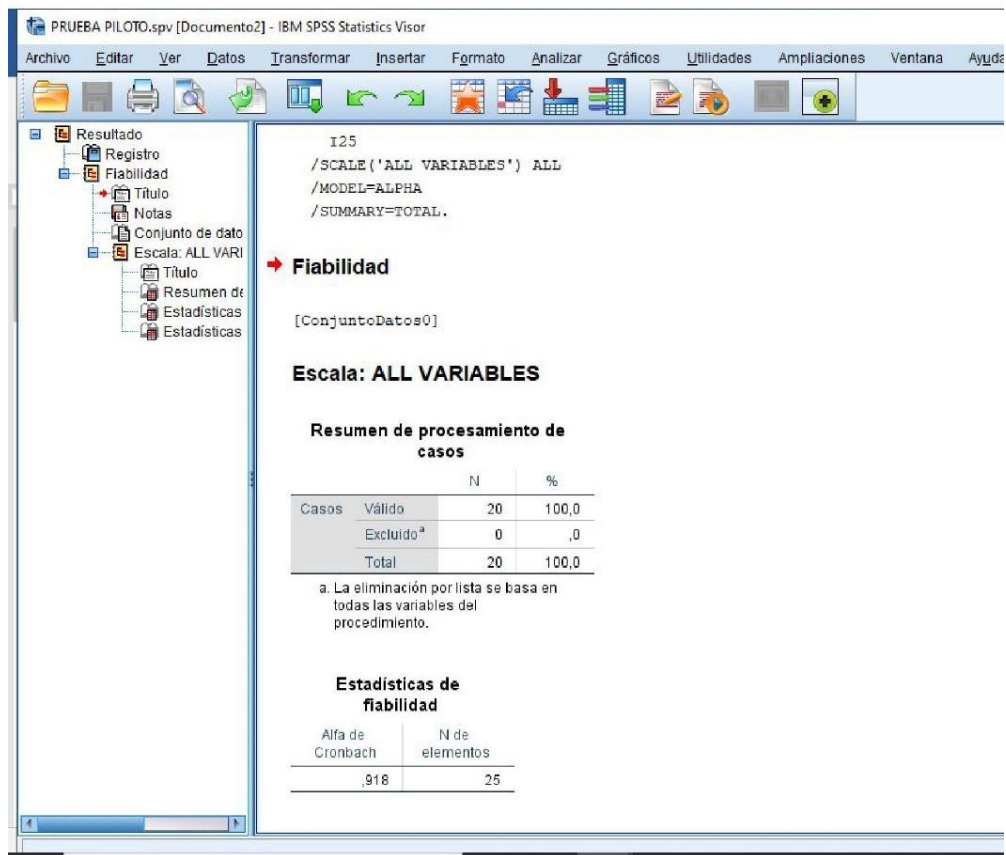 PRUEBA PILOTO.spv [Documento2] - IBM SPSS Statistics Visor
Archivo Editar Ver Datos Transformar Insertar Formato Analizar Gráficos Utilidades Ampliaciones Ventana Ayuda
Resultado
Registro
Fiabilidad
Título
Notas
Conjunto de dato
Escala: ALL VARI
Título
Resumen de
Estadísticas
Estadísticas
I25
/SCALE('ALL VARIABLES') ALL
/MODEL=ALPHA
/SUMMARY=TOTAL.
Fiabilidad
[ConjuntoDatos0]
Escala: ALL VARIABLES
Resumen de procesamiento de
casos
N %
Casos Válido 20 100,0
Excluido a 0 ,0
Total 20 100,0
a. La eliminación por lista se basa en
todas las variables del
procedimiento.
Estadísticas de
fiabilidad
Alfa de N de
Cronbach elementos
,918 25